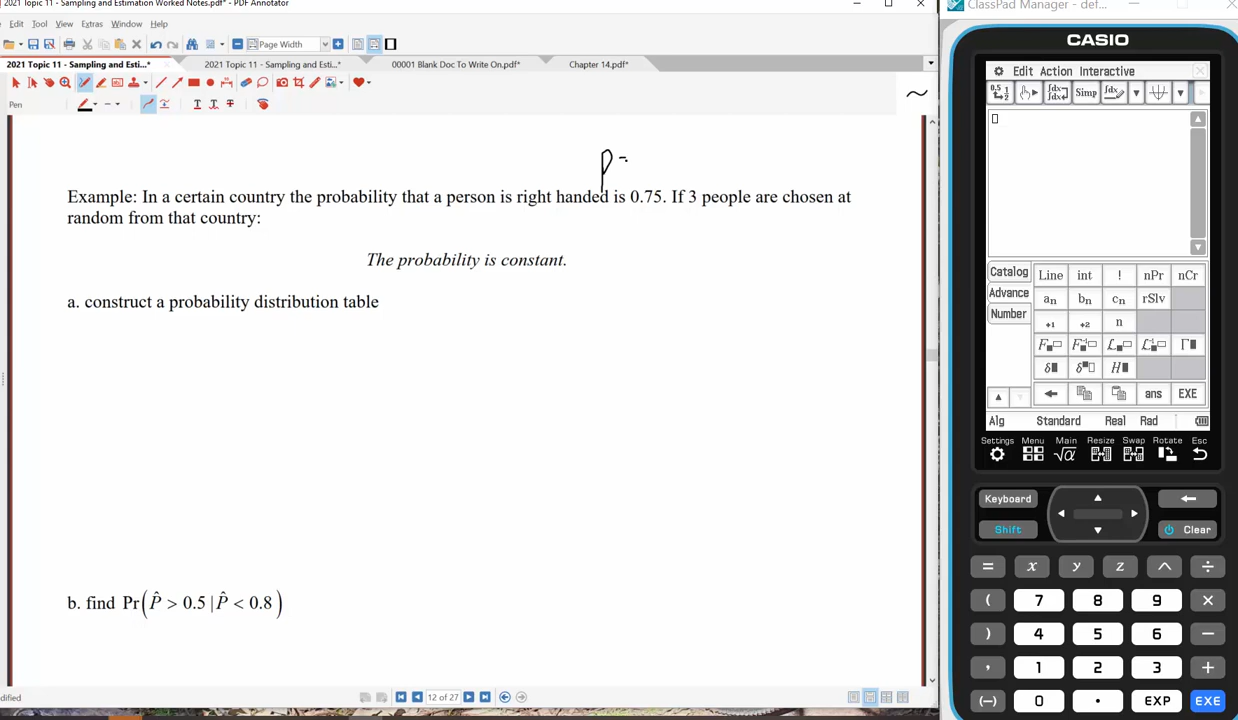 2021 Topic 11 - Sampling and Estimation Worked Notes.pdf* - PDF Annotator
ClassPad Manager - def...
Edit Tool View Extras Window Help
Page Width
2021 Topic 11 - Sampling and Esti...*
2021 Topic 11 - Sampling and Esti...*
00001 Blank Doc To Write On.pdf*
Chapter 14.pdf*
Pen
p =
Example: In a certain country the probability that a person is right handed is 0.75. If 3 people are chosen at
random from that country:
The probability is constant.
a. construct a probability distribution table
b. find Pr(P̂ > 0.5 | P̂ < 0.8)
dified
12 of 27
CASIO
Edit Action Interactive
Simp
Catalog Line int ! nPr nCr
Advance aₙ bₙ cₙ rSlv
Number +1 +2 n
ans EXE
Alg Standard Real Rad
Settings Menu Main Resize Swap Rotate Esc
Keyboard
Shift Clear
= x y z ^ ÷
( 7 8 9 ×
) 4 5 6 −
, 1 2 3 +
(−) 0 · EXP EXE